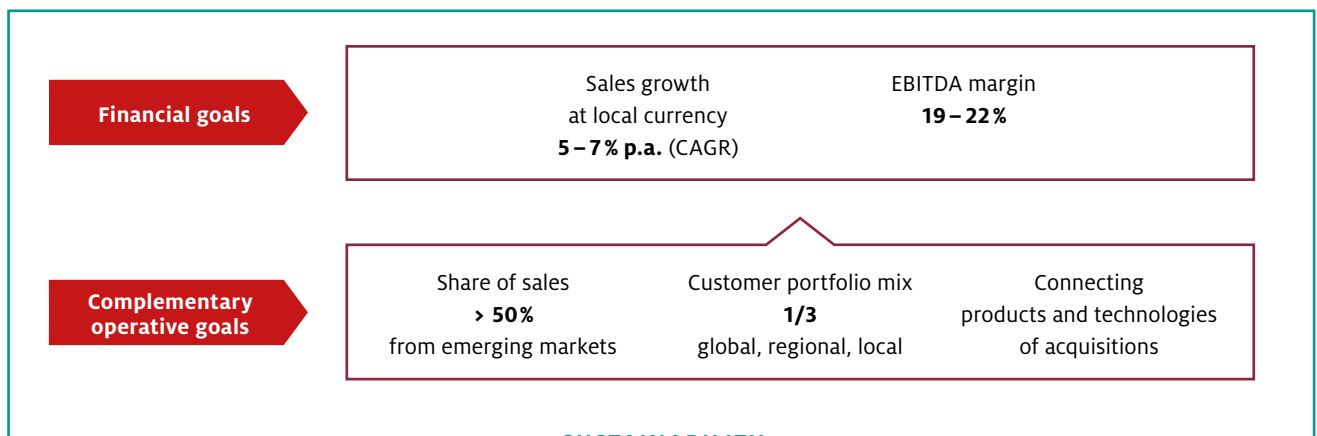 Financial goals
Sales growth
at local currency
5 – 7 % p.a. (CAGR)
EBITDA margin
19 – 22 %
Complementary
operative goals
Share of sales
> 50 %
from emerging markets
Customer portfolio mix
1/3
global, regional, local
Connecting
products and technologies
of acquisitions